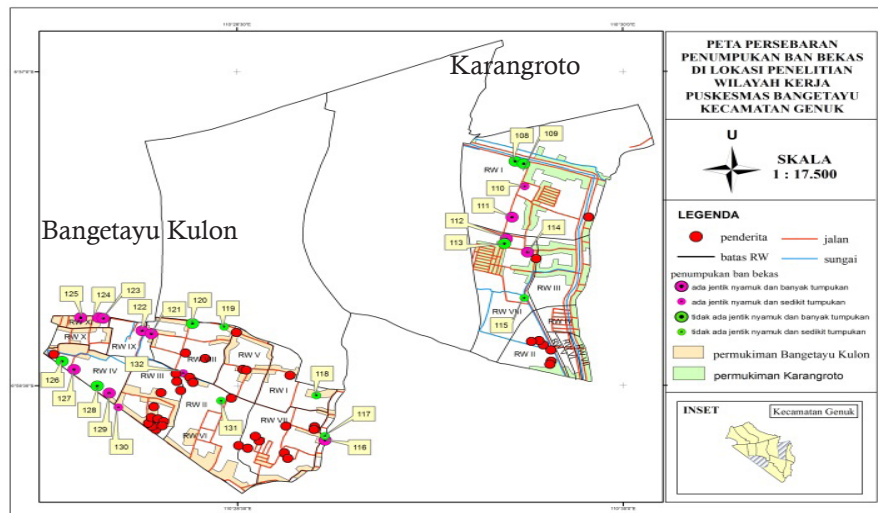 Karangroto
Bangetayu Kulon
108
109
110
111
112
113
114
115
RW I
RW III
RW VIII
RW II
125
124
123
122
121
120
119
132
118
117
116
126
127
128
129
130
131
RW X
RW IX
RW IV
RW III
RW V
RW I
RW II
RW VI
RW VII
PETA PERSEBARAN
PENUMPUKAN BAN BEKAS
DI LOKASI PENELITIAN
WILAYAH KERJA
PUSKESMAS BANGETAYU
KECAMATAN GENUK
U
SKALA
1 : 17.500
LEGENDA
penderita
jalan
batas RW
sungai
penumpukan ban bekas
ada jentik nyamuk dan banyak tumpukan
ada jentik nyamuk dan sedikit tumpukan
tidak ada jentik nyamuk dan banyak tumpukan
tidak ada jentik nyamuk dan sedikit tumpukan
permukiman Bangetayu Kulon
permukiman Karangroto
INSET
Kecamatan Genuk